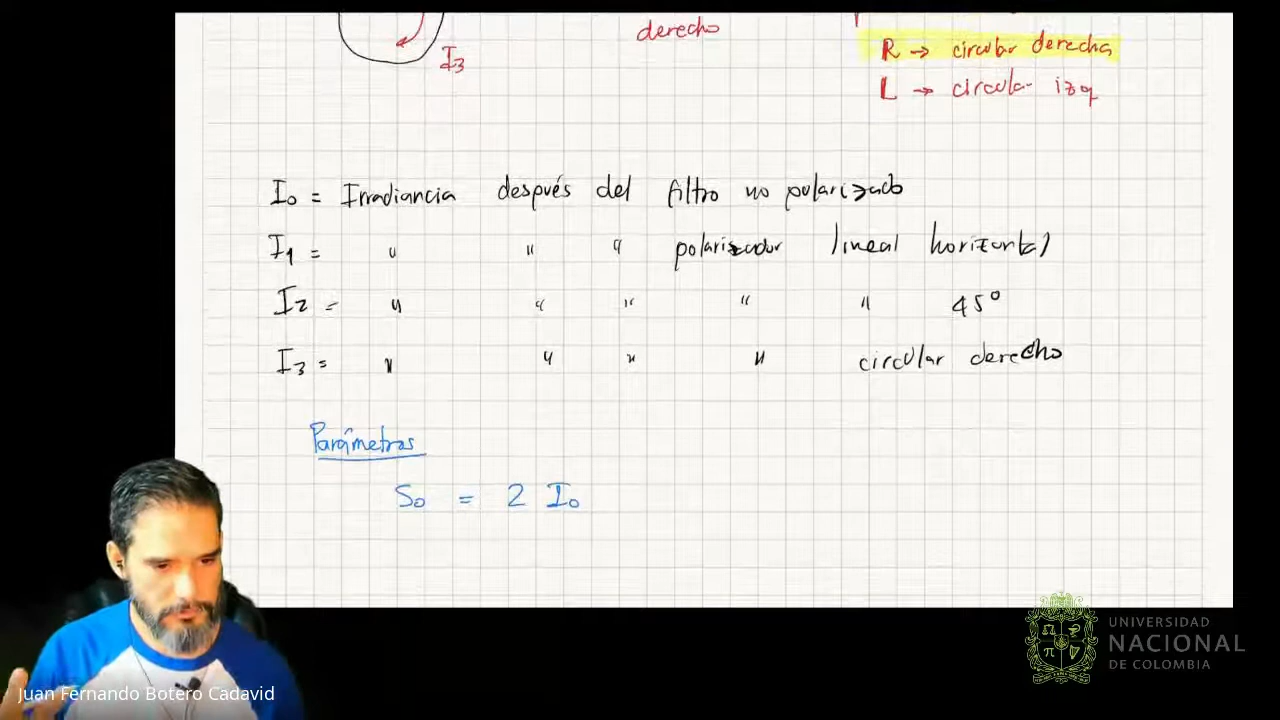 derecho
I3
R → circular derecha
L → circular izq
I0 = Irradiancia después del filtro no polarizado
I1 = " " " polarizador lineal horizontal
I2 = " " " " " 45°
I3 = " " " " circular derecho
Parámetros
S0 = 2 I0
UNIVERSIDAD
NACIONAL
DE COLOMBIA
Juan Fernando Botero Cadavid